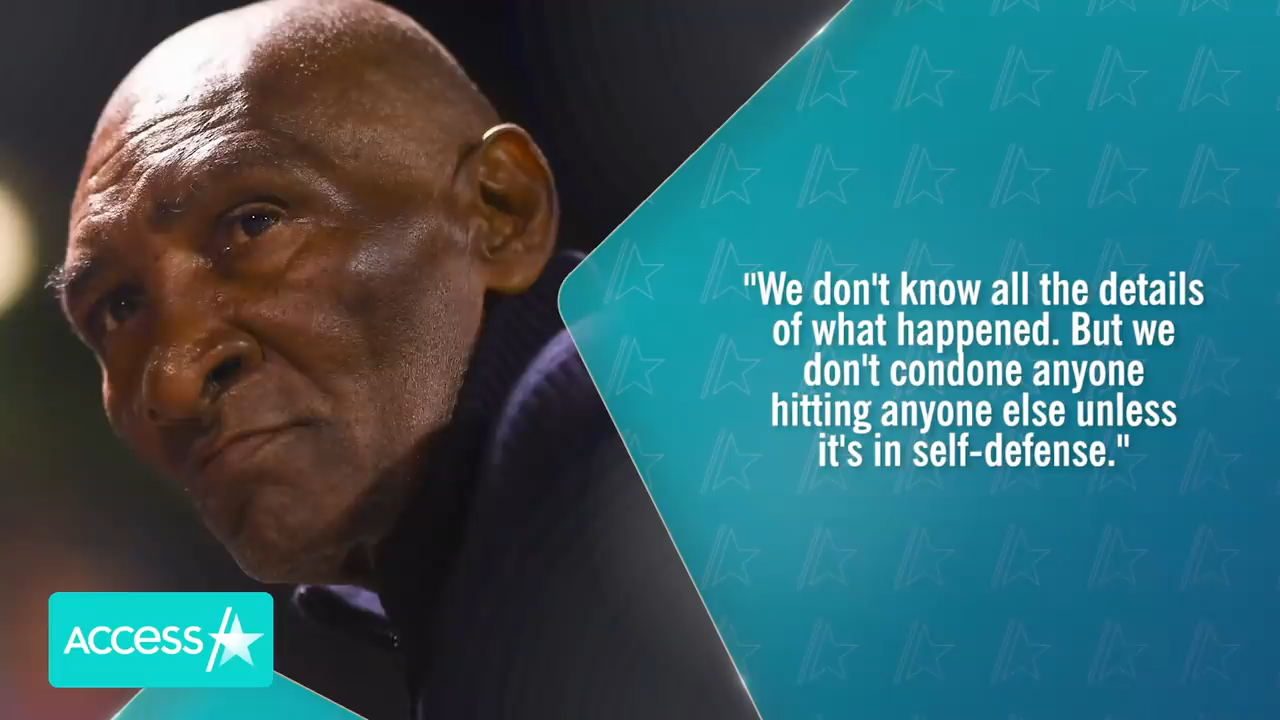 "We don't know all the details
of what happened. But we
don't condone anyone
hitting anyone else unless
it's in self-defense."
ACCESS